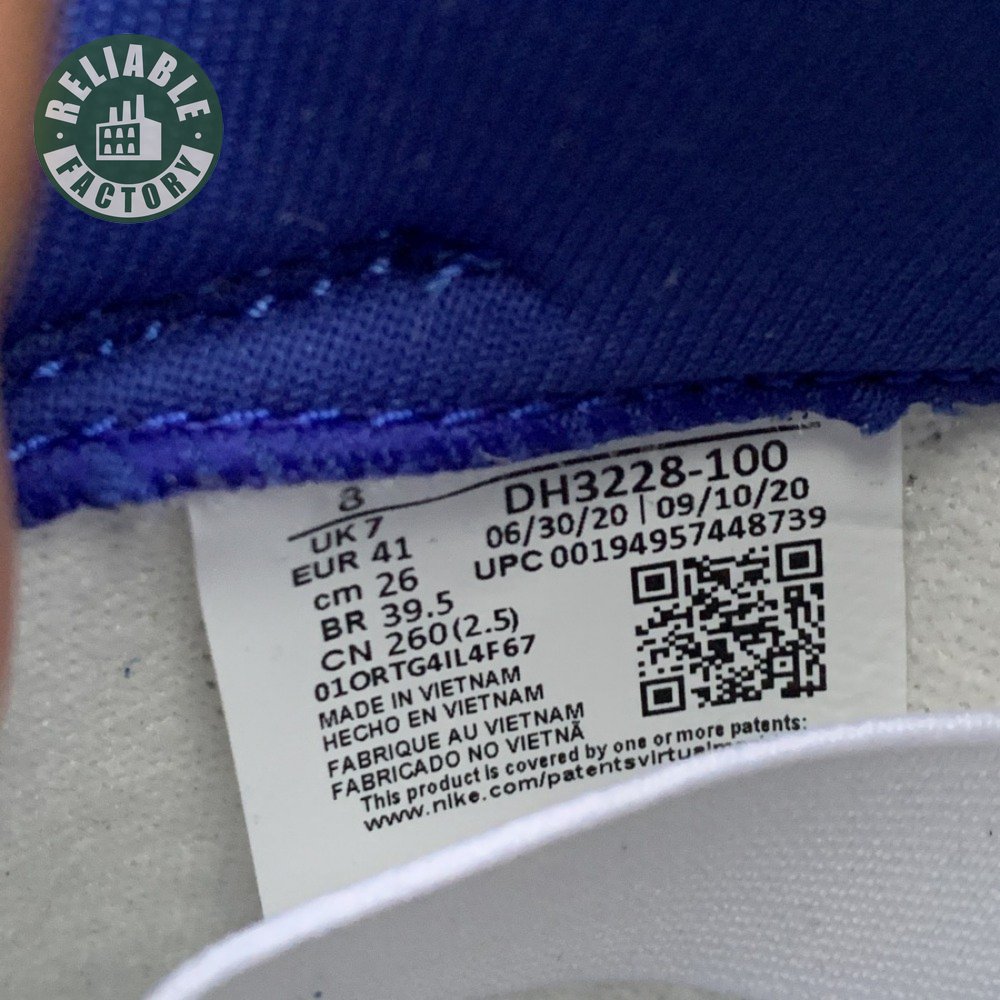 RELIABLE
FACTORY
8
UK 7
EUR 41
cm 26
BR 39.5
CN 260(2.5)
01ORTG4IL4F67
MADE IN VIETNAM
HECHO EN VIETNAM
FABRIQUE AU VIETNAM
FABRICADO NO VIETNÃ
This product is covered by one or more patents:
www.nike.com/patentsvirtualm
DH3228-100
06/30/20 | 09/10/20
UPC 00194957448739